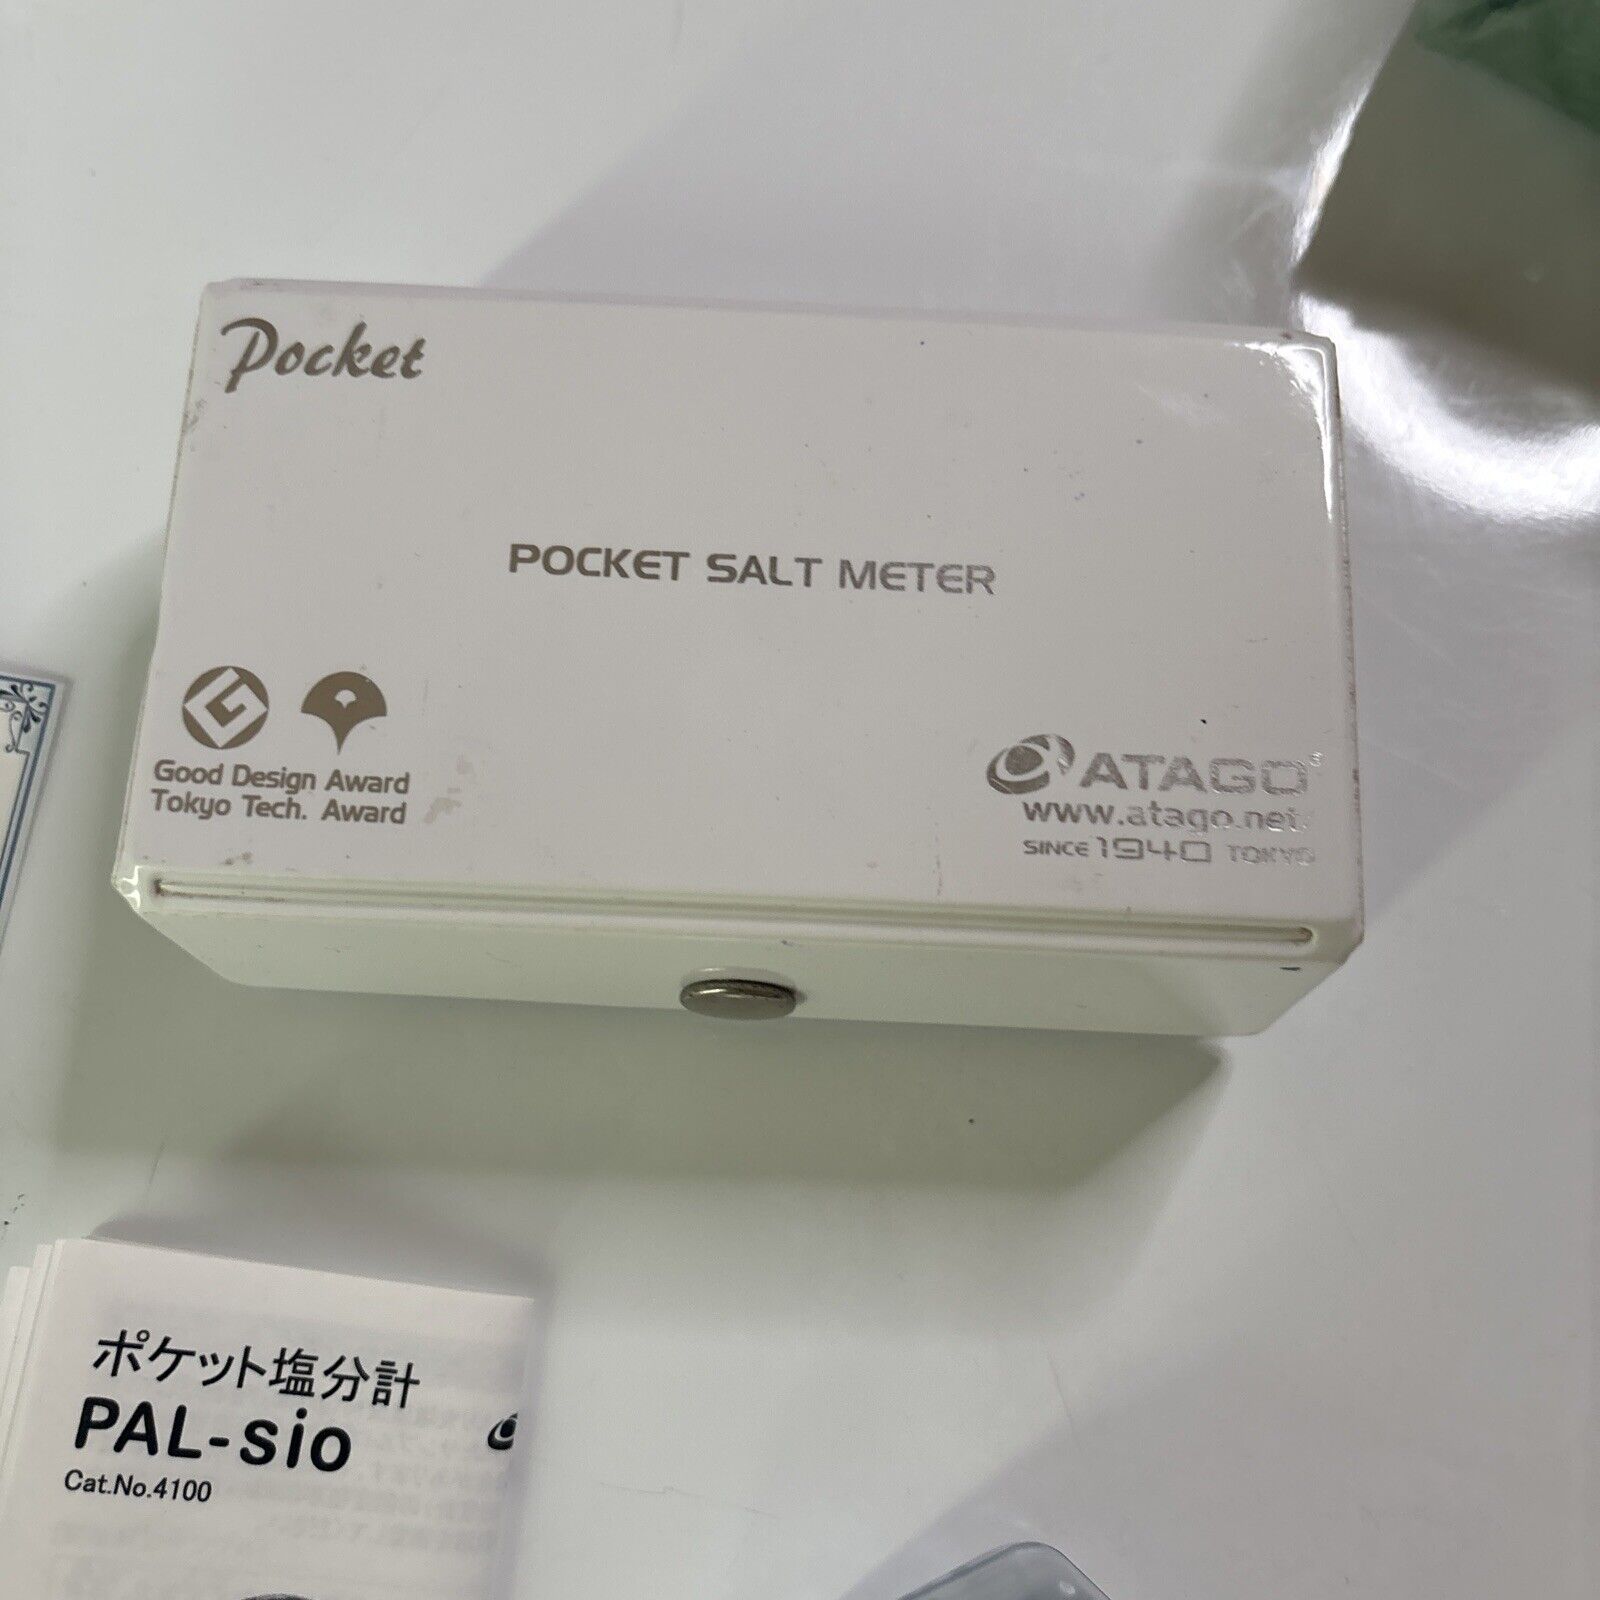 Pocket
POCKET SALT METER
Good Design Award
Tokyo Tech. Award
ATAGO®
www.atago.net
SINCE 1940 TOKYO
ポケット塩分計
PAL-sio
Cat.No.4100